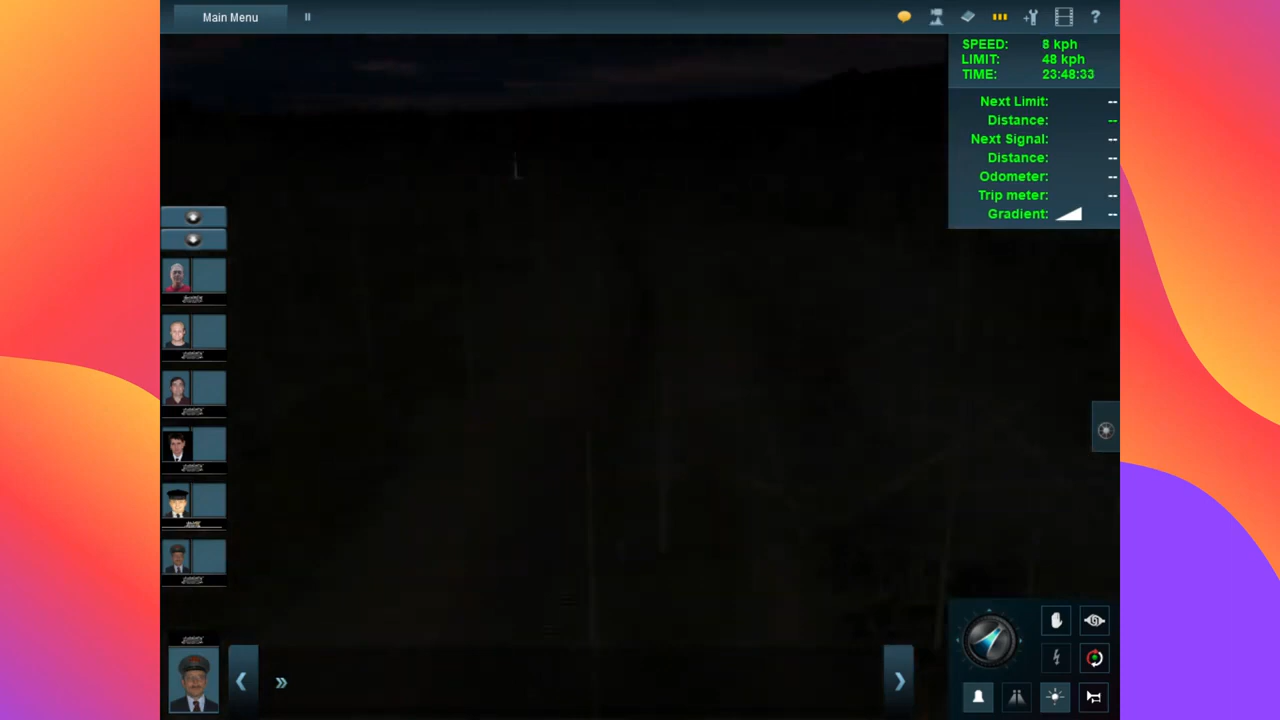 Main Menu
?
SPEED: 8 kph
LIMIT: 48 kph
TIME: 23:48:33
Next Limit: --
Distance: --
Next Signal: --
Distance: --
Odometer: --
Trip meter: --
Gradient: --